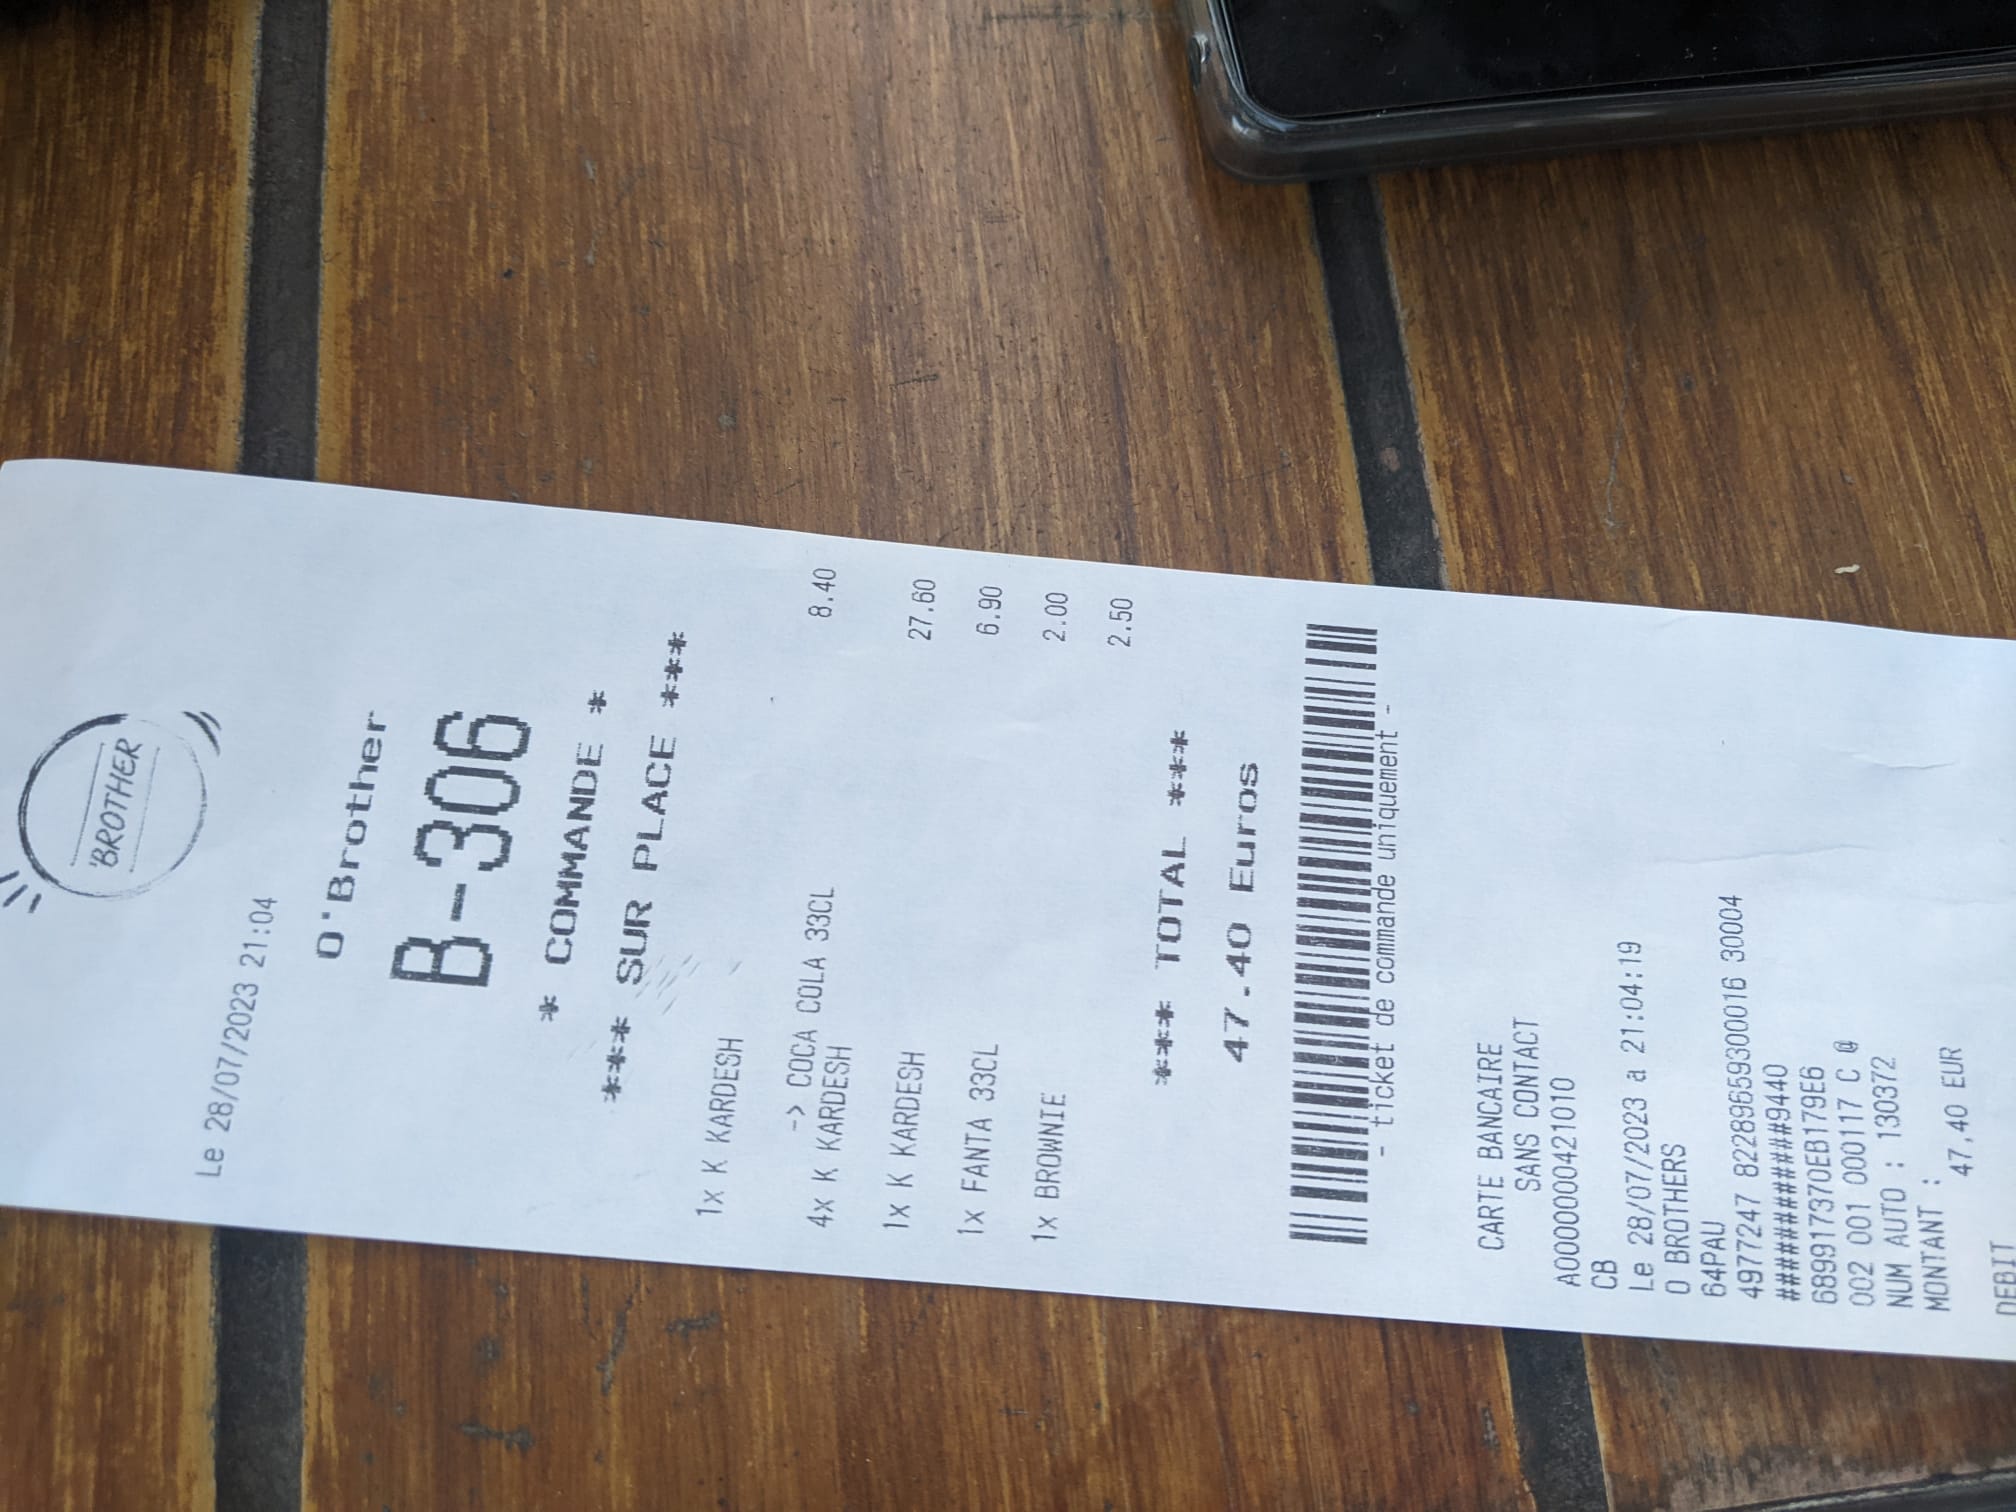 'BROTHER
Le 28/07/2023 21:04
O'Brother
B-306
* COMMANDE *
*** SUR PLACE ***
1x K KARDESH 8.40
-> COCA COLA 33CL
4x K KARDESH 27.60
1x K KARDESH 6.90
1x FANTA 33CL 2.00
1x BROWNIE 2.50
*** TOTAL ***
47.40 Euros
- ticket de commande uniquement -
CARTE BANCAIRE
SANS CONTACT
A0000000421010
CB
Le 28/07/2023 a 21:04:19
O BROTHERS
64PAU
4977247 82289659300016 30004
############9440
6899917370EB179E6
002 001 000117 C @
NUM AUTO : 130372
MONTANT :
47,40 EUR
DEBIT